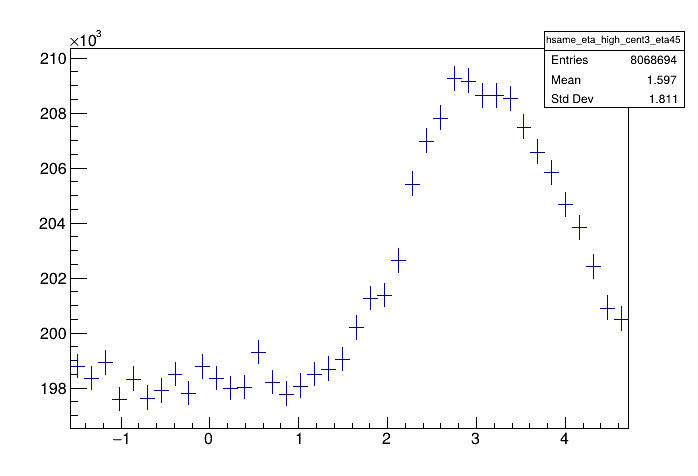 ×10³
hsame_eta_high_cent3_eta45
Entries 8068694
Mean 1.597
Std Dev 1.811
210
208
206
204
202
200
198
−1 0 1 2 3 4